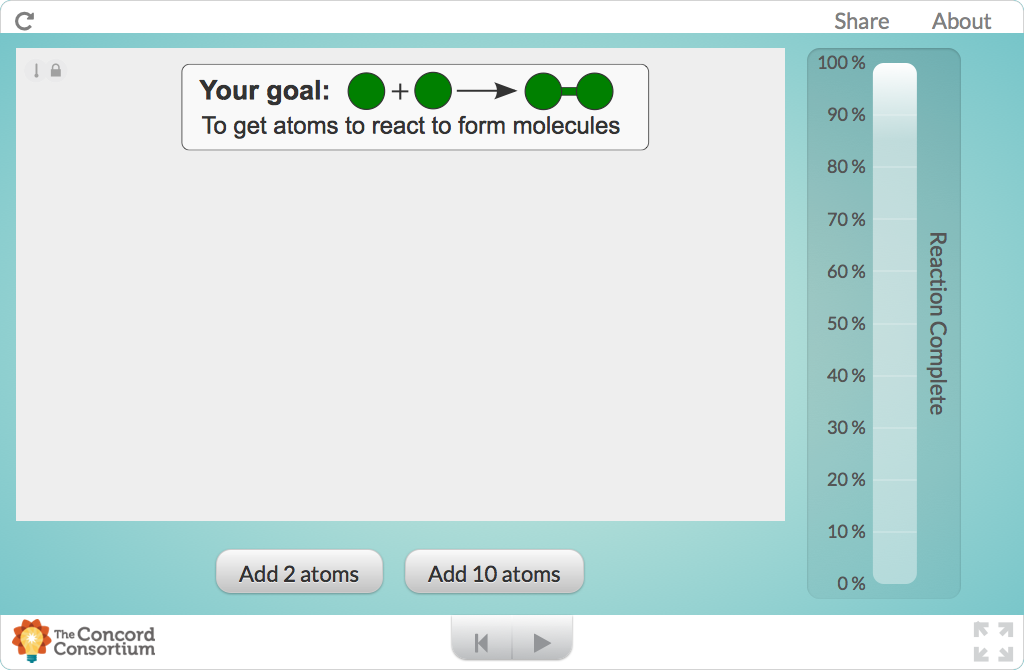 Share About
Your goal: +
To get atoms to react to form molecules
100 %
90 %
80 %
70 %
60 %
50 %
40 %
30 %
20 %
10 %
0 %
Reaction Complete
Add 2 atoms
Add 10 atoms
The Concord
Consortium